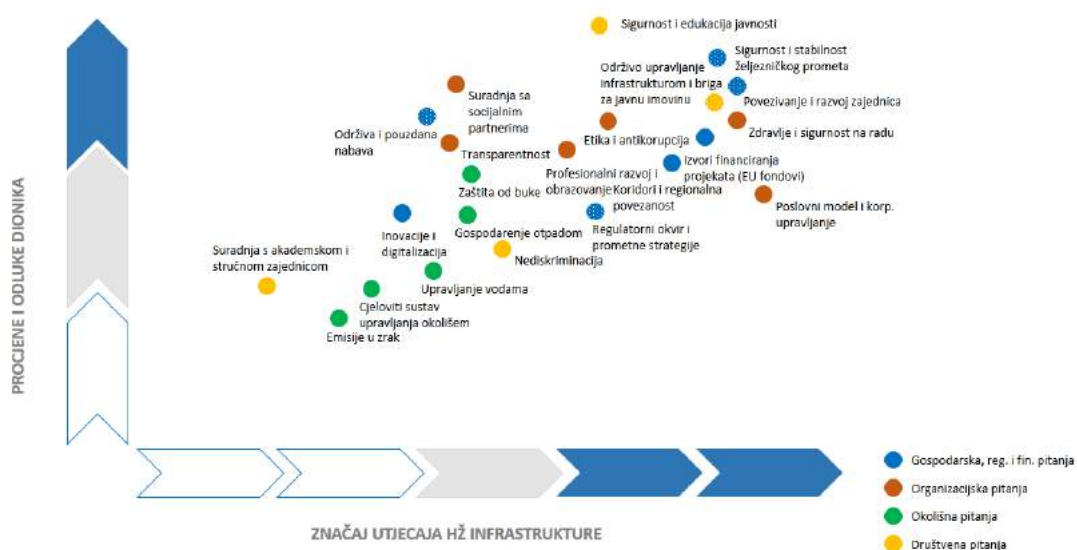 PROCJENE I ODLUKE DIONIKA
Sigurnost i edukacija javnosti
Sigurnost i stabilnost
željezničkog prometa
Održivo upravljanje
infrastrukturom i briga
za javnu imovinu
Povezivanje i razvoj zajednica
Suradnja sa
socijalnim
partnerima
Održiva i pouzdana
nabava
Zdravlje i sigurnost na radu
Etika i antikorupcija
Transparentnost
Izvori financiranja
projekata (EU fondovi)
Profesionalni razvoj i
obrazovanje
Koridori i regionalna
povezanost
Zaštita od buke
Poslovni model i korp.
upravljanje
Inovacije i
digitalizacija
Gospodarenje otpadom
Regulatorni okvir i
prometne strategije
Suradnja s akademskom i
stručnom zajednicom
Nediskriminacija
Upravljanje vodama
Cjeloviti sustav
upravljanja okolišem
Emisije u zrak
ZNAČAJ UTJECAJA HŽ INFRASTRUKTURE
Gospodarska, reg. i fin. pitanja
Organizacijska pitanja
Okolišna pitanja
Društvena pitanja